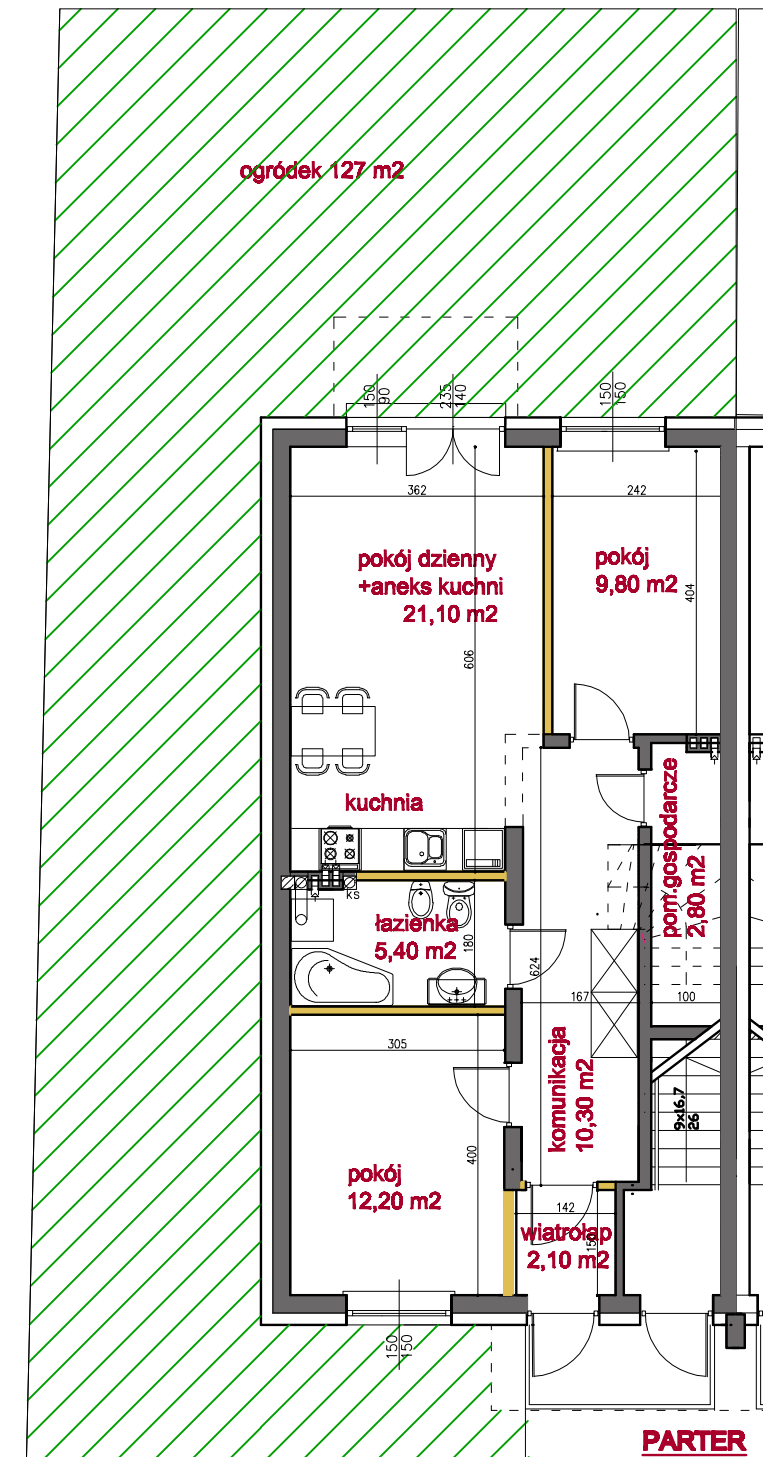 ogródek 127 m2
150
90
235
140
150
150
362
242
pokój dzienny
+aneks kuchni
21,10 m2
pokój
9,80 m2
404
606
kuchnia
pom.gospodarcze
2,80 m2
ks
łazienka
5,40 m2
180
624
167
100
305
komunikacja
10,30 m2
9x16,7
26
400
pokój
12,20 m2
142
wiatrołap
2,10 m2
150
150
150
PARTER